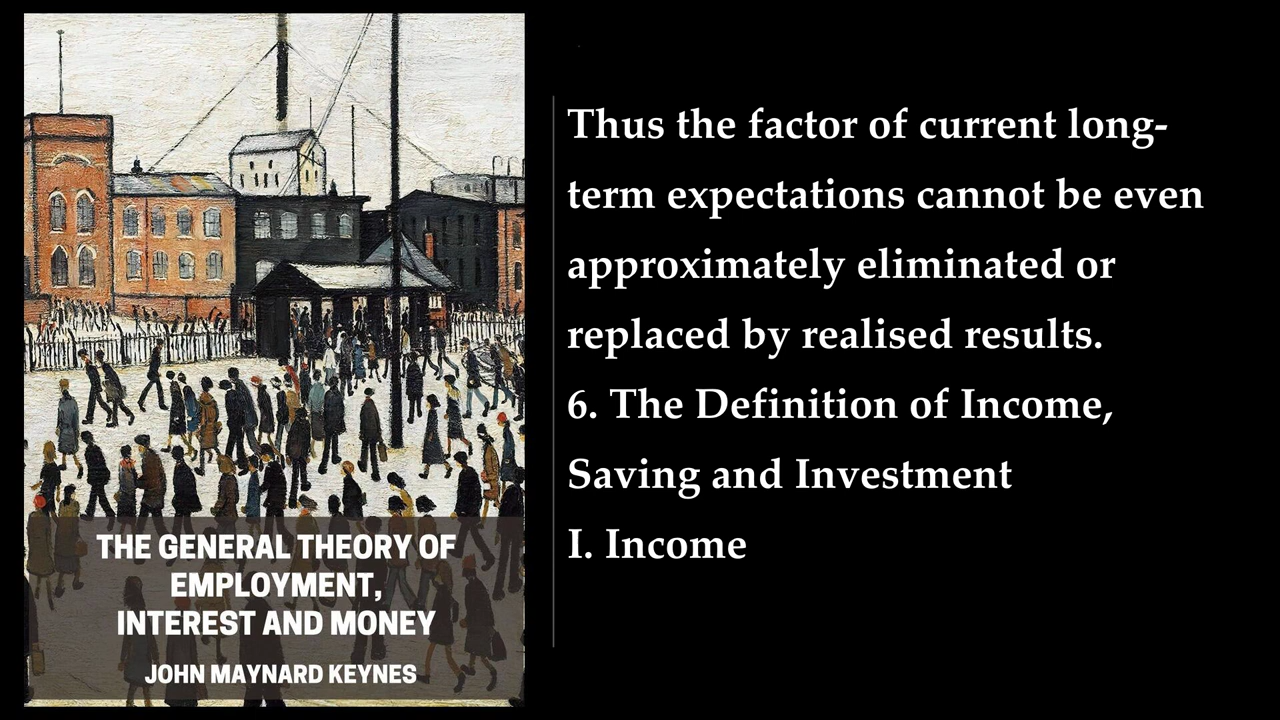 THE GENERAL THEORY OF
EMPLOYMENT,
INTEREST AND MONEY
JOHN MAYNARD KEYNES
Thus the factor of current long-
term expectations cannot be even
approximately eliminated or
replaced by realised results.
6. The Definition of Income,
Saving and Investment
I. Income